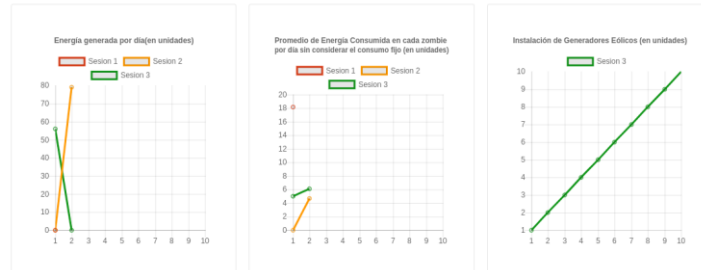 Energía generada por día(en unidades)
Sesion 1 Sesion 2
Sesion 3
80
70
60
50
40
30
20
10
0
1 2 3 4 5 6 7 8 9 10
Promedio de Energía Consumida en cada zombie
por día sin considerar el consumo fijo (en unidades)
Sesion 1 Sesion 2
Sesion 3
20
18
16
14
12
10
8
6
4
2
0
1 2 3 4 5 6 7 8 9 10
Instalación de Generadores Eólicos (en unidades)
Sesion 3
10
9
8
7
6
5
4
3
2
1
1 2 3 4 5 6 7 8 9 10